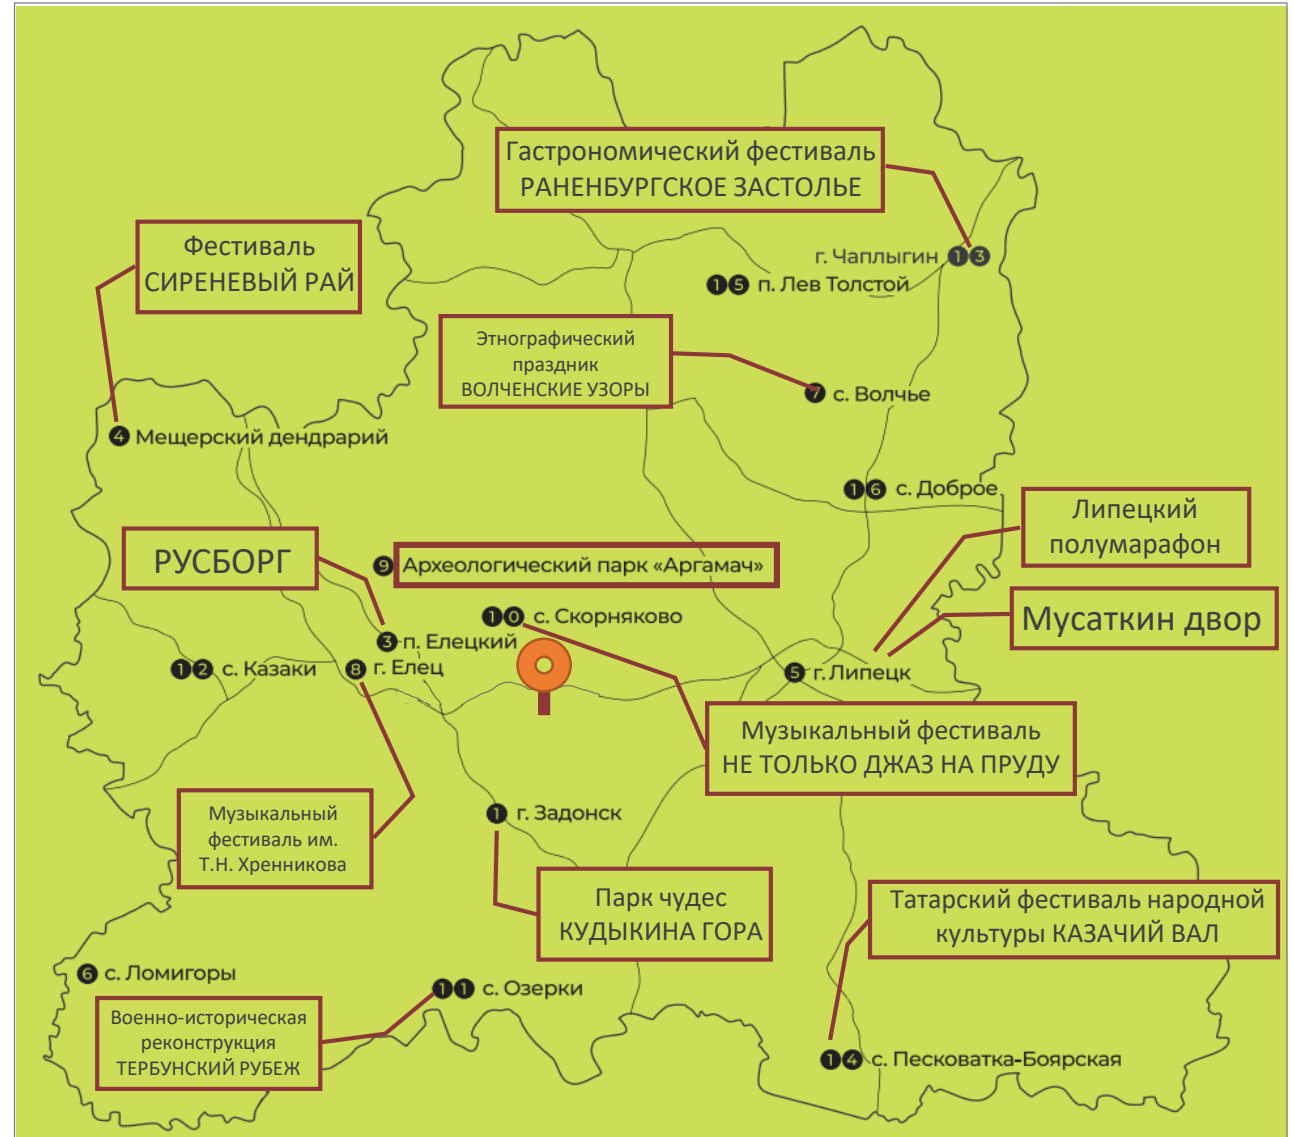 Гастрономический фестиваль
РАНЕНБУРГСКОЕ ЗАСТОЛЬЕ
Фестиваль
СИРЕНЕВЫЙ РАЙ
г. Чаплыгин 13
15 п. Лев Толстой
Этнографический
праздник
ВОЛЧЕНСКИЕ УЗОРЫ
7 с. Волчье
4 Мещерский дендрарий
16 с. Доброе
Липецкий
полумарафон
РУСБОРГ
9 Археологический парк «Аргамач»
10 с. Скорняково
Мусаткин двор
3 п. Елецкий
12 с. Казаки
8 г. Елец
5 г. Липецк
Музыкальный фестиваль
НЕ ТОЛЬКО ДЖАЗ НА ПРУДУ
Музыкальный
фестиваль им.
Т.Н. Хренникова
1 г. Задонск
Парк чудес
КУДЫКИНА ГОРА
Татарский фестиваль народной
культуры КАЗАЧИЙ ВАЛ
6 с. Ломигоры
11 с. Озерки
Военно-историческая
реконструкция
ТЕРБУНСКИЙ РУБЕЖ
14 с. Песковатка-Боярская